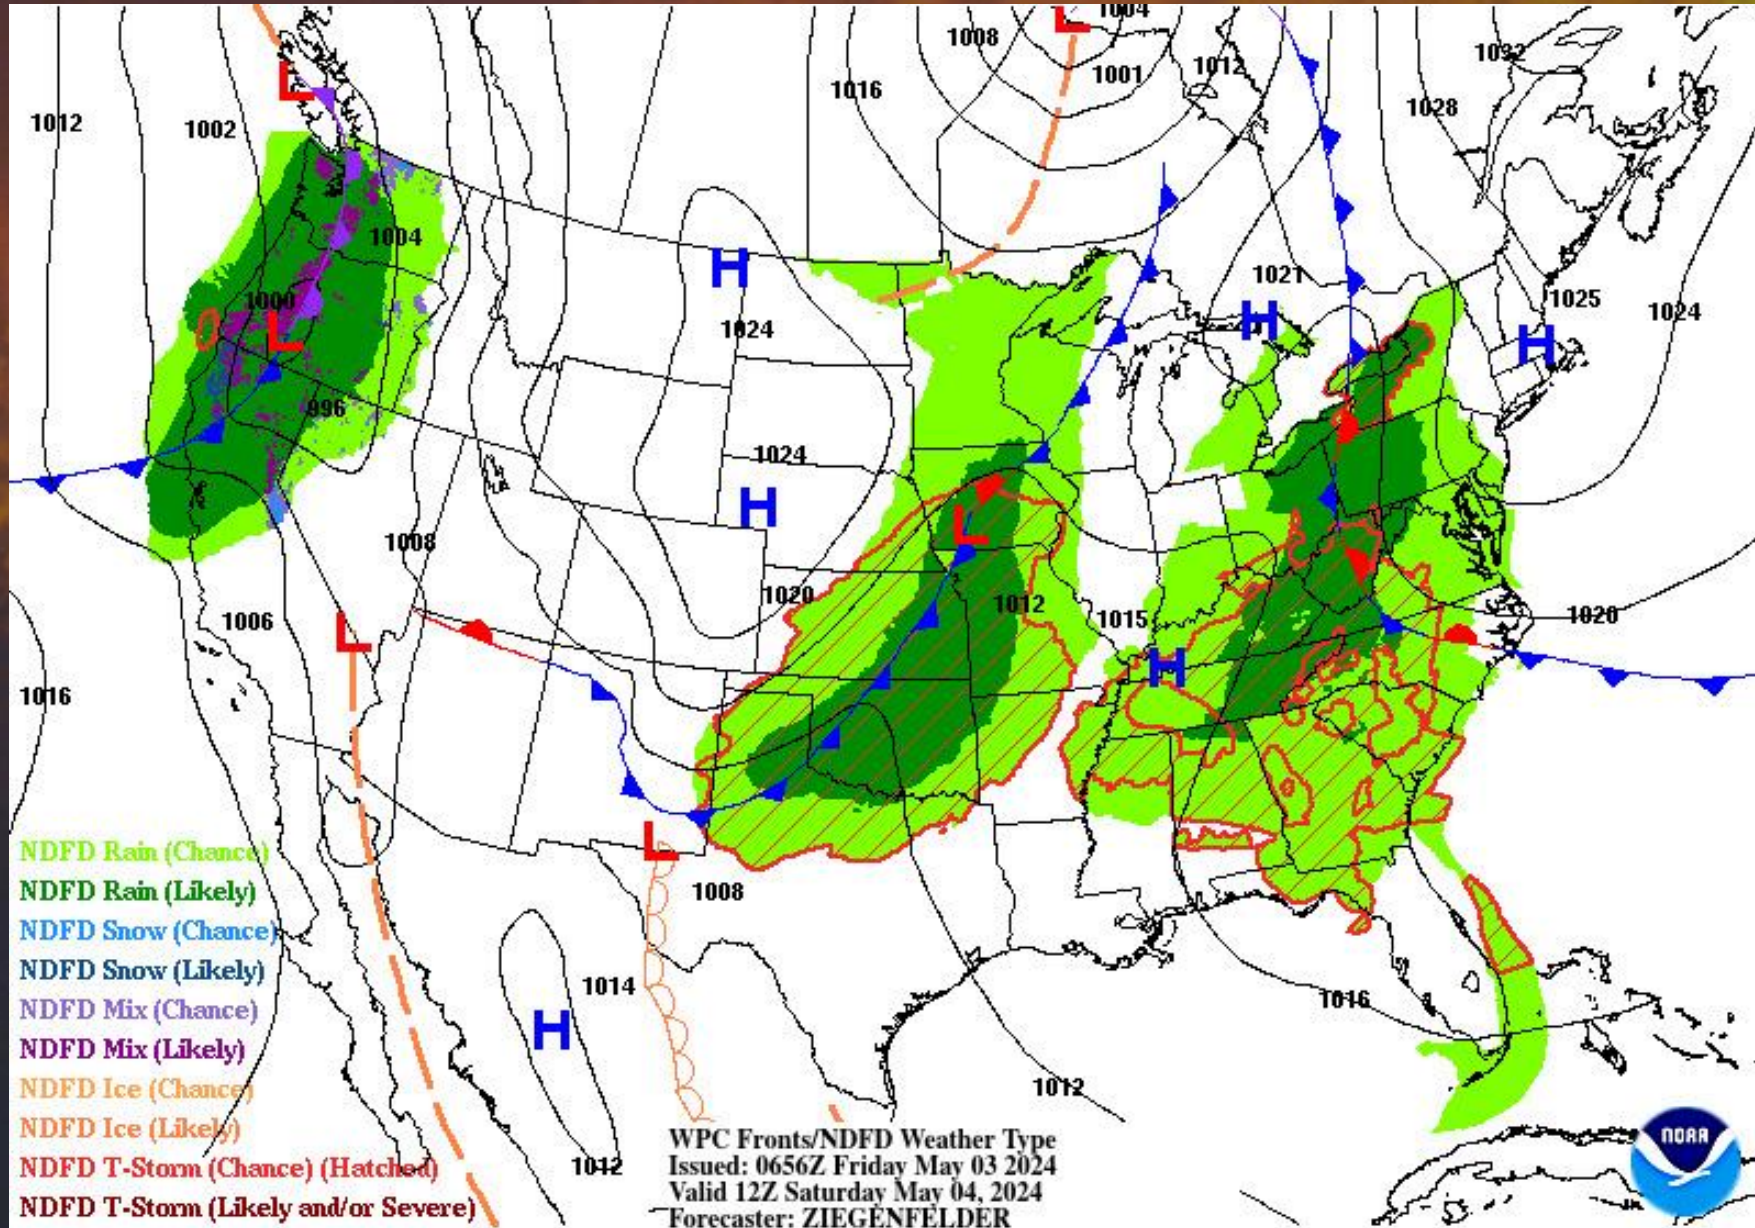 1004
1008
1032
1012
1001
1016
1028
1012
1002
L
L
1004
H
1021
1025
1000
1024
H
H
L
1024
996
1024
H
L
1008
1020
1012
1015
1020
1006
L
H
1016
L
NDFD Rain (Chance)
NDFD Rain (Likely)
1008
NDFD Snow (Chance)
NDFD Snow (Likely)
1014
1016
NDFD Mix (Chance)
H
NDFD Mix (Likely)
NDFD Ice (Chance)
1012
NDFD Ice (Likely)
NDFD T-Storm (Chance) (Hatched)
1012
NDFD T-Storm (Likely and/or Severe)
WPC Fronts/NDFD Weather Type
Issued: 0656Z Friday May 03 2024
Valid 12Z Saturday May 04, 2024
Forecaster: ZIEGENFELDER
NOAA